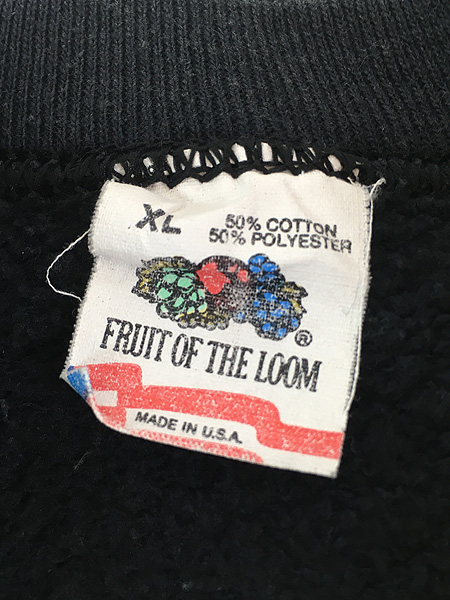 XL
50% COTTON
50% POLYESTER
®
FRUIT OF THE LOOM
MADE IN U.S.A.